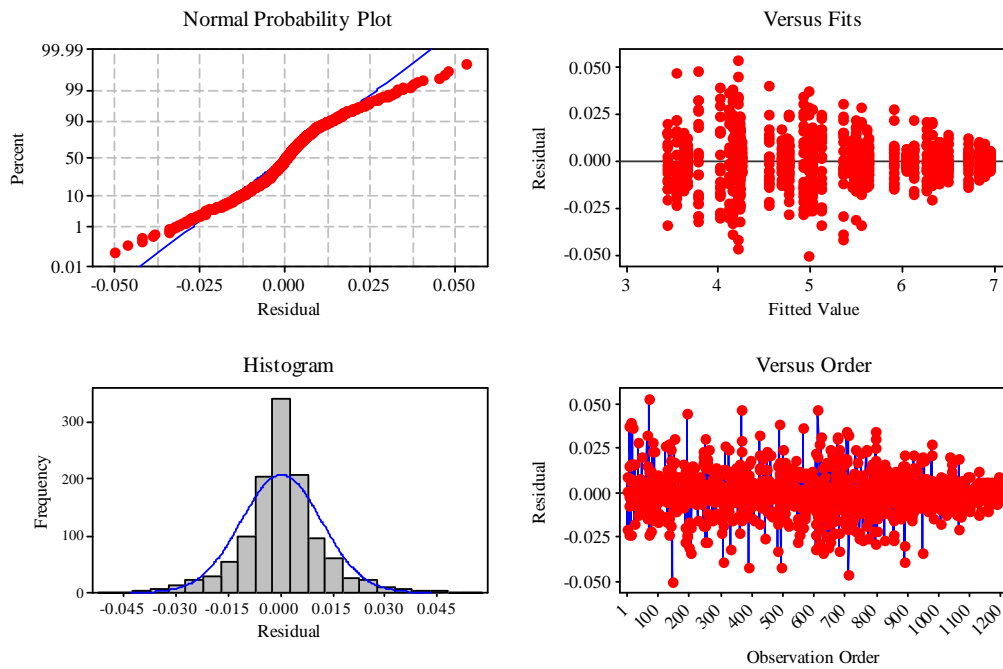 Normal Probability Plot
99.99
99
90
50
10
1
0.01
Percent
-0.050 -0.025 0.000 0.025 0.050
Residual
Versus Fits
0.050
0.025
0.000
-0.025
-0.050
Residual
3 4 5 6 7
Fitted Value
Histogram
300
200
100
0
Frequency
-0.045 -0.030 -0.015 0.000 0.015 0.030 0.045
Residual
Versus Order
0.050
0.025
0.000
-0.025
-0.050
Residual
1 100 200 300 400 500 600 700 800 900 1000 1100 1200
Observation Order